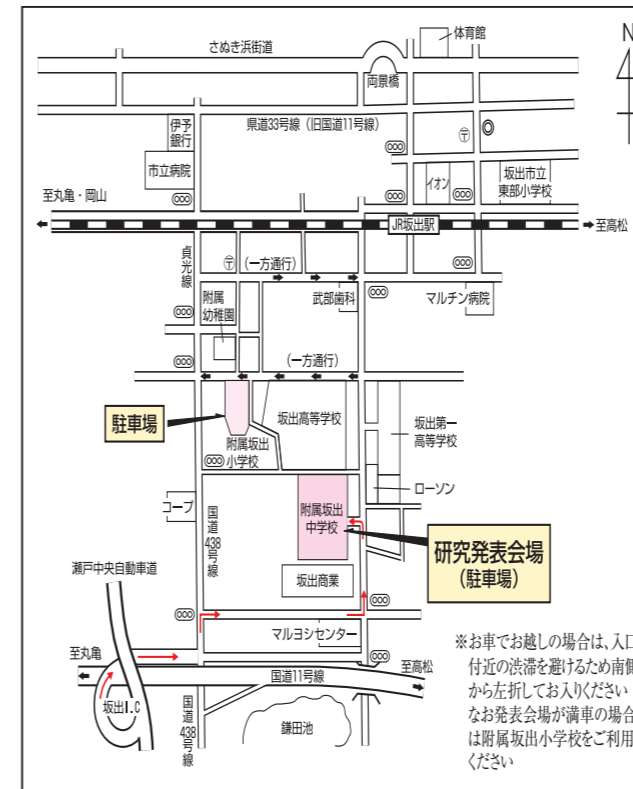 体育館
さぬき浜街道
N
両景橋
伊予
銀行
県道33号線（旧国道11号線）
〒
市立病院
イオン
坂出市立
東部小学校
至丸亀・岡山
JR坂出駅
至高松
貞光線
〒
（一方通行）
附属
幼稚園
武部歯科
マルチン病院
（一方通行）
駐車場
坂出高等学校
坂出第一
高等学校
附属坂出
小学校
ローソン
コープ
国道438号線
附属坂出
中学校
研究発表会場
（駐車場）
瀬戸中央自動車道
坂出商業
マルヨシセンター
至丸亀
国道11号線
至高松
坂出I.C
国道438号線
鎌田池
※お車でお越しの場合は、入口
付近の渋滞を避けるため南側
から左折してお入りください
なお発表会場が満車の場合
は附属坂出小学校をご利用
ください